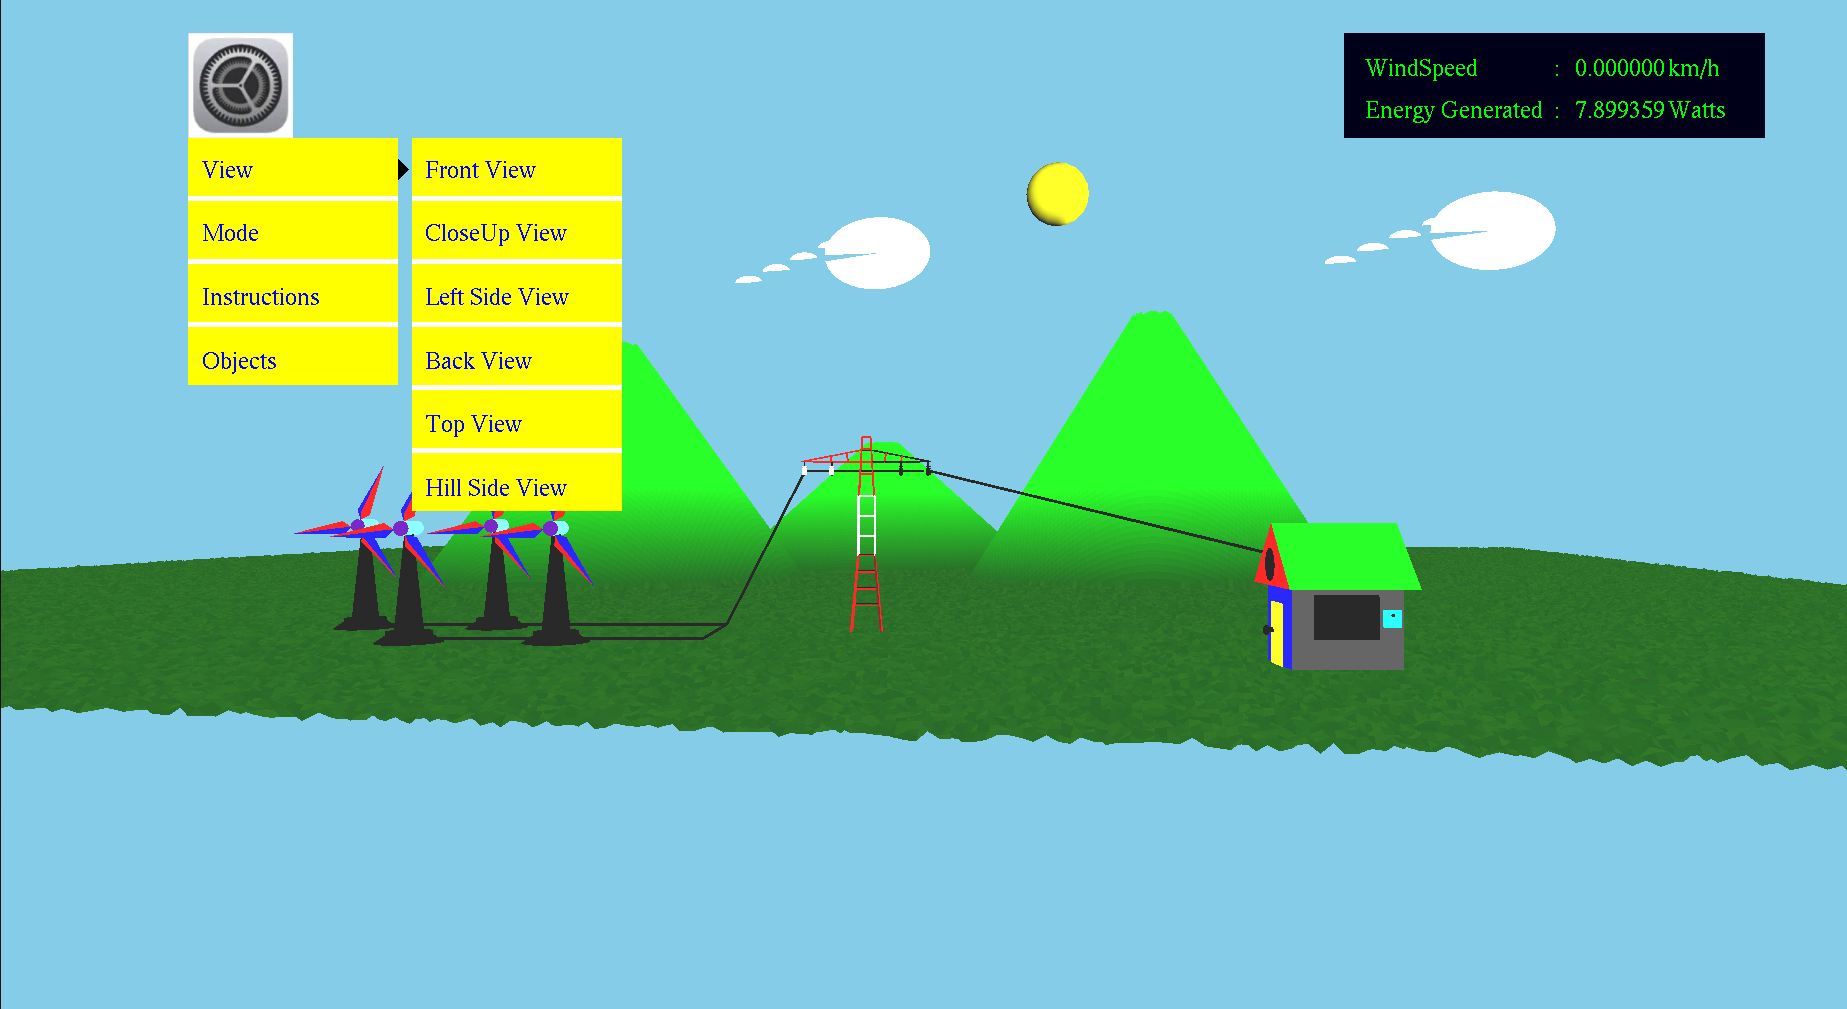 WindSpeed : 0.000000 km/h
Energy Generated : 7.899359 Watts
View
Mode
Instructions
Objects
Front View
CloseUp View
Left Side View
Back View
Top View
Hill Side View